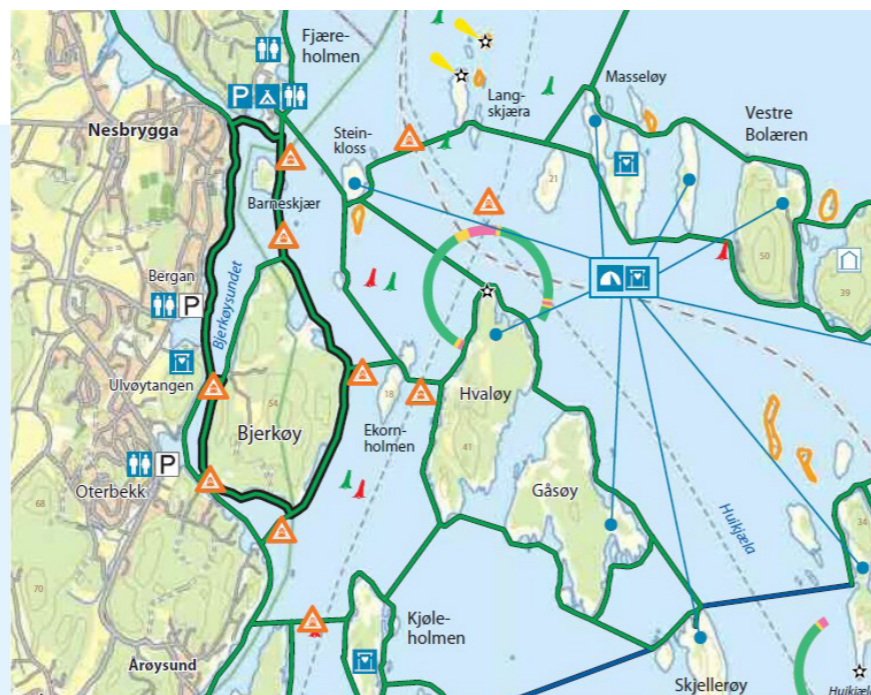 Fjære-
holmen
P
Nesbrygga
Stein-
kloss
Lang-
skjæra
Masseløy
Vestre
Bolæren
21
50
39
Barneskjær
Bergan
P
Bjerkøysundet
Ulvøytangen
54
Bjerkøy
18
Ekorn-
holmen
Hvaløy
41
Oterbekk
P
68
70
Gåsøy
Huikjæla
34
Kjøle-
holmen
Årøysund
Skjellerøy
Huikjæla